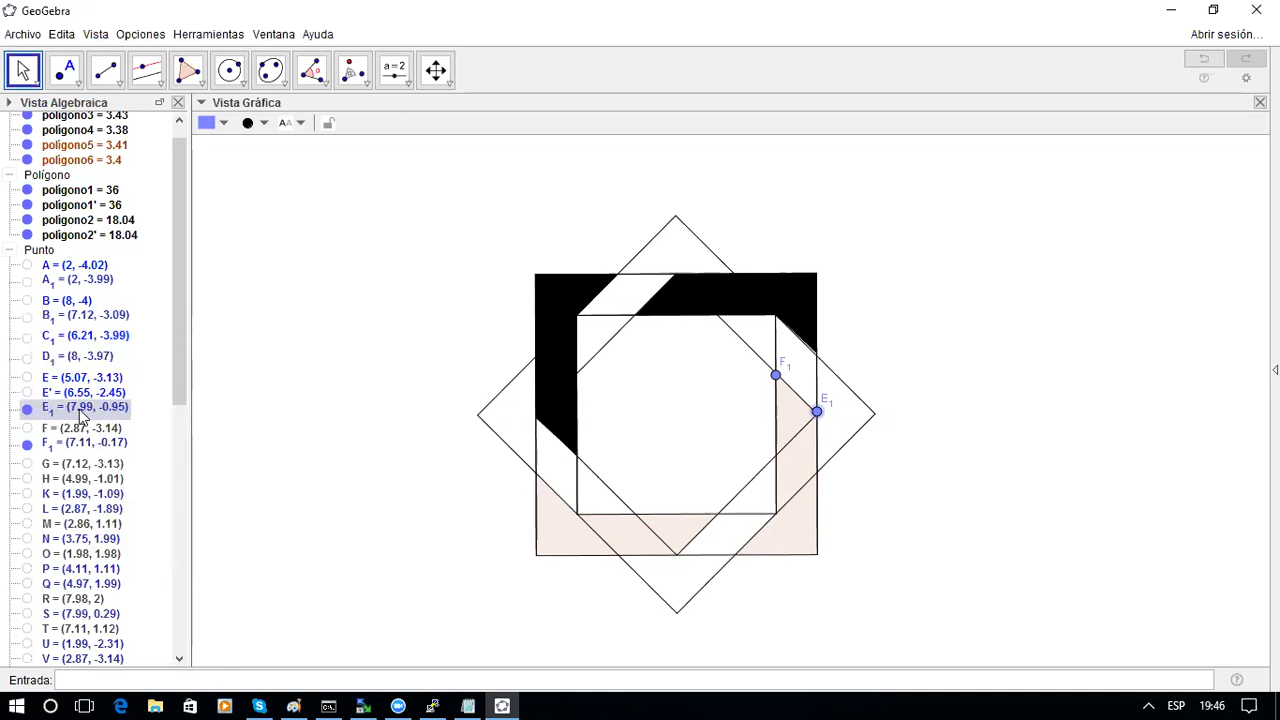 GeoGebra
Archivo Edita Vista Opciones Herramientas Ventana Ayuda
Abrir sesión...
A
a = 2
Vista Algebraica
Vista Gráfica
AA
polígono3 = 3.43
polígono4 = 3.38
polígono5 = 3.41
polígono6 = 3.4
Polígono
polígono1 = 36
polígono1' = 36
polígono2 = 18.04
polígono2' = 18.04
Punto
A = (2, -4.02)
A1 = (2, -3.99)
B = (8, -4)
B1 = (7.12, -3.09)
C1 = (6.21, -3.99)
D1 = (8, -3.97)
E = (5.07, -3.13)
E' = (6.55, -2.45)
E1 = (7.99, -0.95)
F = (2.87, -3.14)
F1 = (7.11, -0.17)
G = (7.12, -3.13)
H = (4.99, -1.01)
K = (1.99, -1.09)
L = (2.87, -1.89)
M = (2.86, 1.11)
N = (3.75, 1.99)
O = (1.98, 1.98)
P = (4.11, 1.11)
Q = (4.97, 1.99)
R = (7.98, 2)
S = (7.99, 0.29)
T = (7.11, 1.12)
U = (1.99, -2.31)
V = (2.87, -3.14)
F1
E1
Entrada:
ESP 19:46